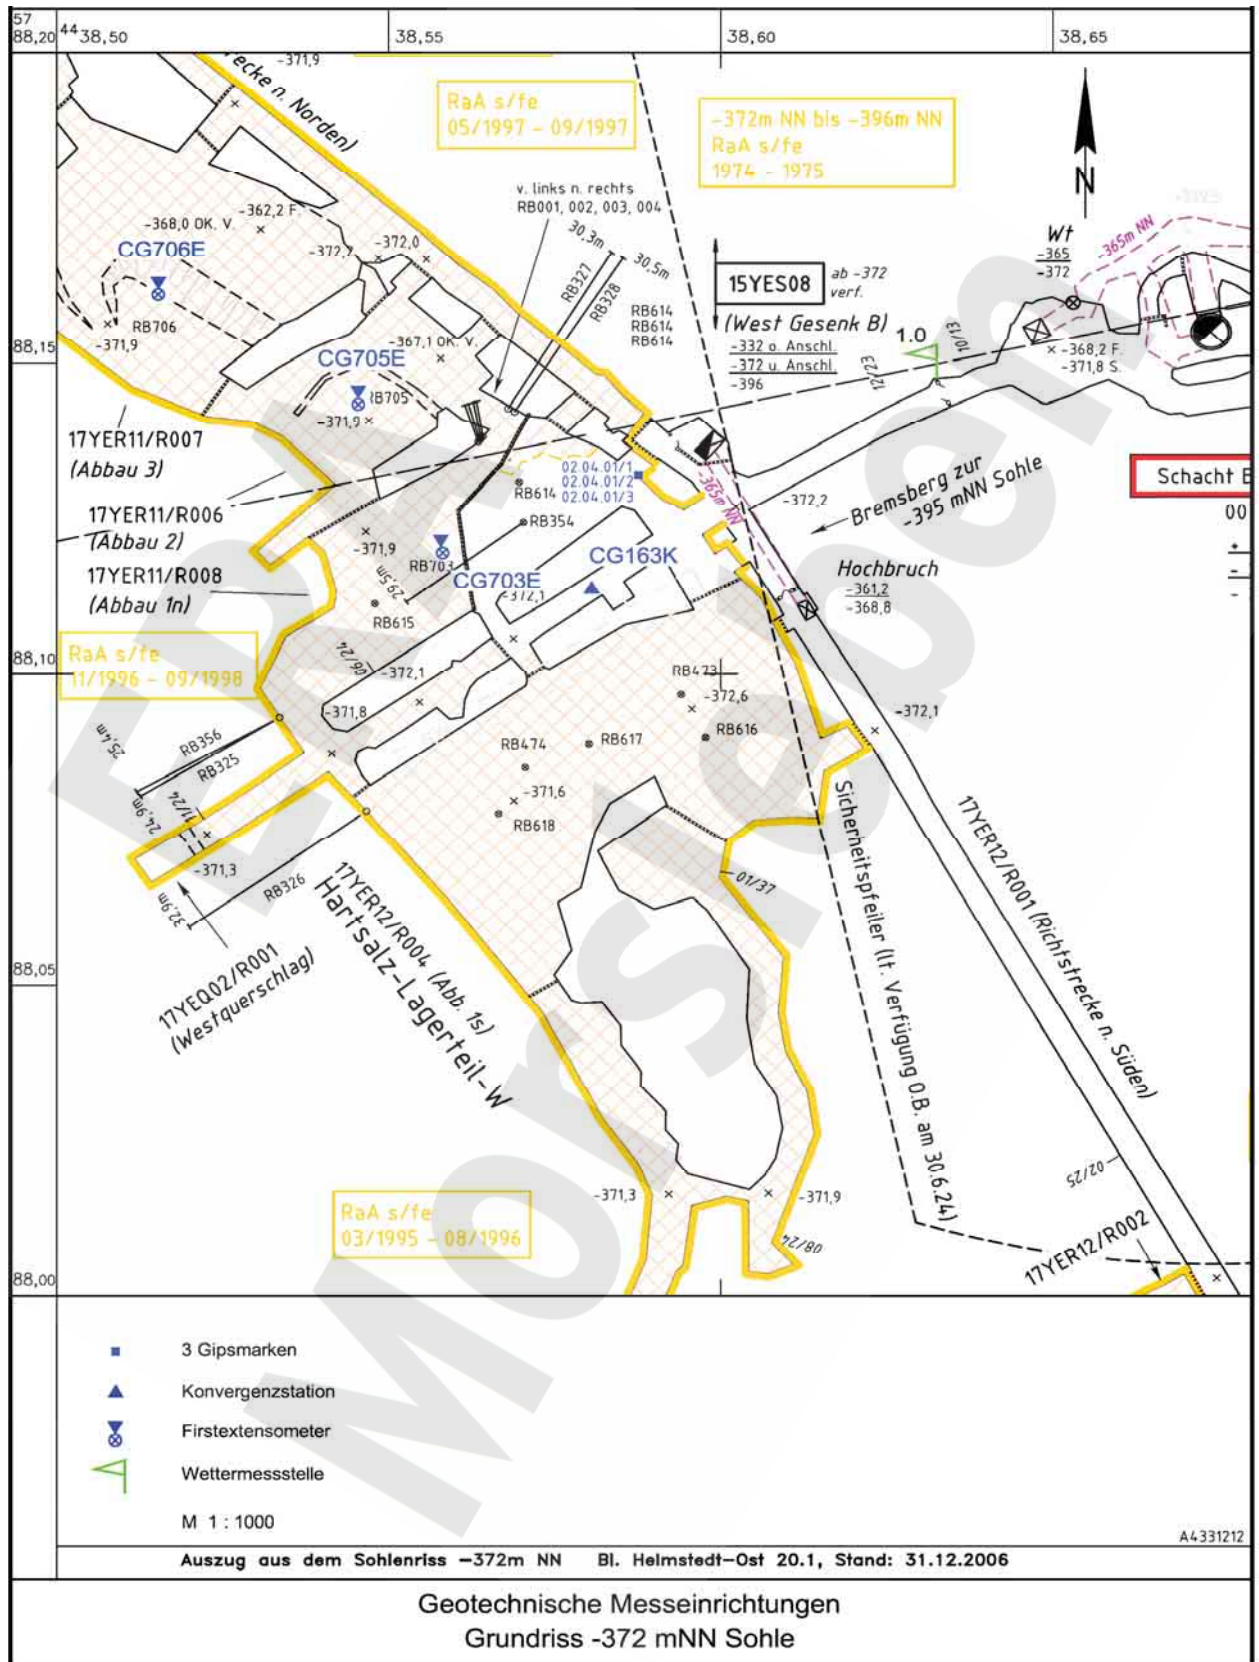 57
88,20
44
38,50
38,55
38,60
38,65
-371,9
recke n. Norden)
RaA s/fe
05/1997 - 09/1997
-372m NN bis -396m NN
RaA s/fe
1974 - 1975
N
v. links n. rechts
RB001, 002, 003, 004
-362,2 F.
-368,0 OK. V.
-372,0
CG706E
30,3m
30,5m
RB327
RB328
RB614
RB614
RB614
15YES08
ab -372
verf.
(West Gesenk B)
-332 o. Anschl.
-372 u. Anschl.
-396
Wt
-365
-372
-365m NN
RB706
-371,9
-367,1 OK. V.
1.0
10/13
12/23
-368,2 F.
-371,8 S.
88,15
CG705E
RB705
-371,9
17YER11/R007
(Abbau 3)
02.04.01/1
02.04.01/2
02.04.01/3
RB614
-365m NN
-372,2
Bremsberg zur
-395 mNN Sohle
Schacht B
00
17YER11/R006
(Abbau 2)
RB354
-371,9
17YER11/R008
(Abbau 1n)
RB703
CG703E
CG163K
Hochbruch
-361,2
-368,8
29,5m
-372,1
RB615
88,10
RaA s/fe
11/1996 - 09/1998
06/24
-372,1
-371,8
RB473
-372,6
-372,1
RB616
RB617
RB474
-371,6
RB618
25,4m
RB356
RB325
24,9m
11/24
-371,3
32,9m
RB326
01/37
Sicherheitspfeiler (lt. Verfügung O.B. am 30.6.24)
17YER12/R001 (Richtstrecke n. Süden)
88,05
17YEQ02/R001
(Westquerschlag)
17YER12/R004 (Abb. 1s)
Hartsalz-Lagerteil-W
-371,3
-371,9
02/25
RaA s/fe
03/1995 - 08/1996
08/24
17YER12/R002
88,00
ERA Morsleben
3 Gipsmarken
Konvergenzstation
Firstextensometer
Wettermessstelle
M 1 : 1000
A4331212
Auszug aus dem Sohlenriss -372m NN Bl. Helmstedt-Ost 20.1, Stand: 31.12.2006
Geotechnische Messeinrichtungen
Grundriss -372 mNN Sohle